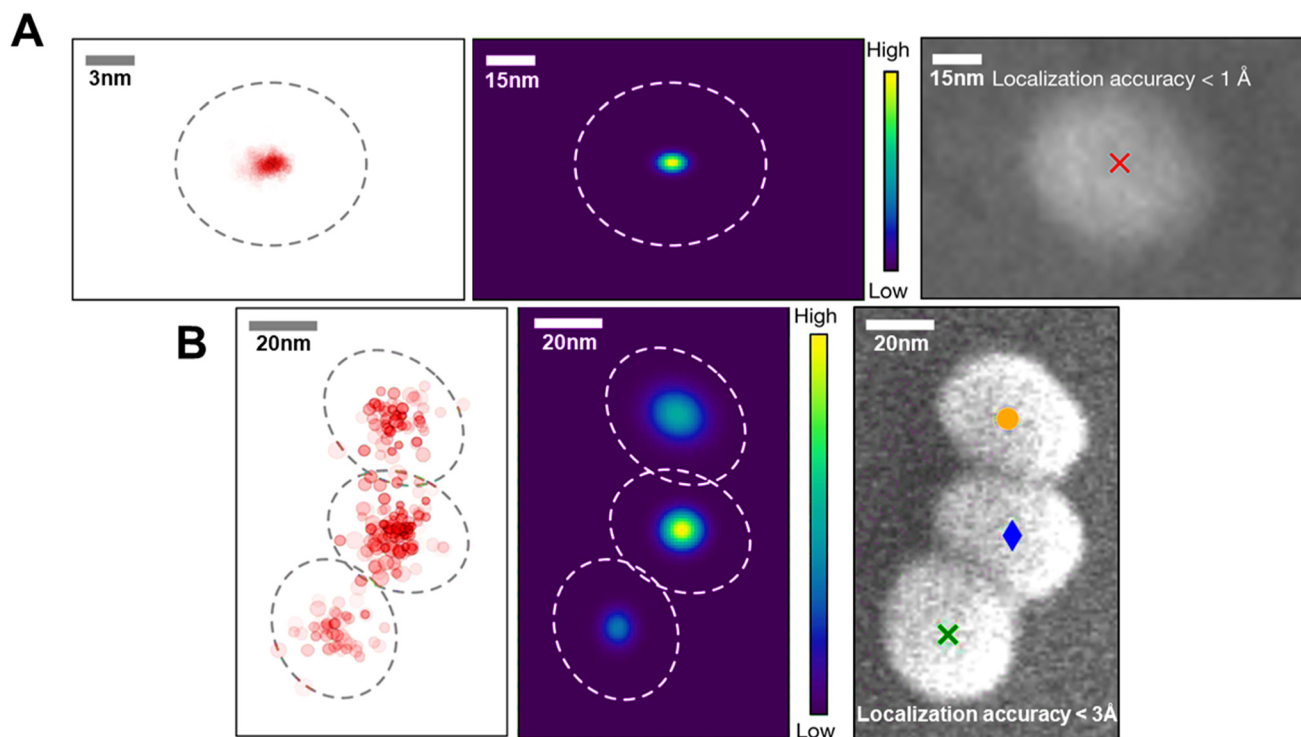 A
3nm
15nm
High
Low
15nm
Localization accuracy < 1 Å
B
20nm
20nm
High
Low
20nm
Localization accuracy < 3Å